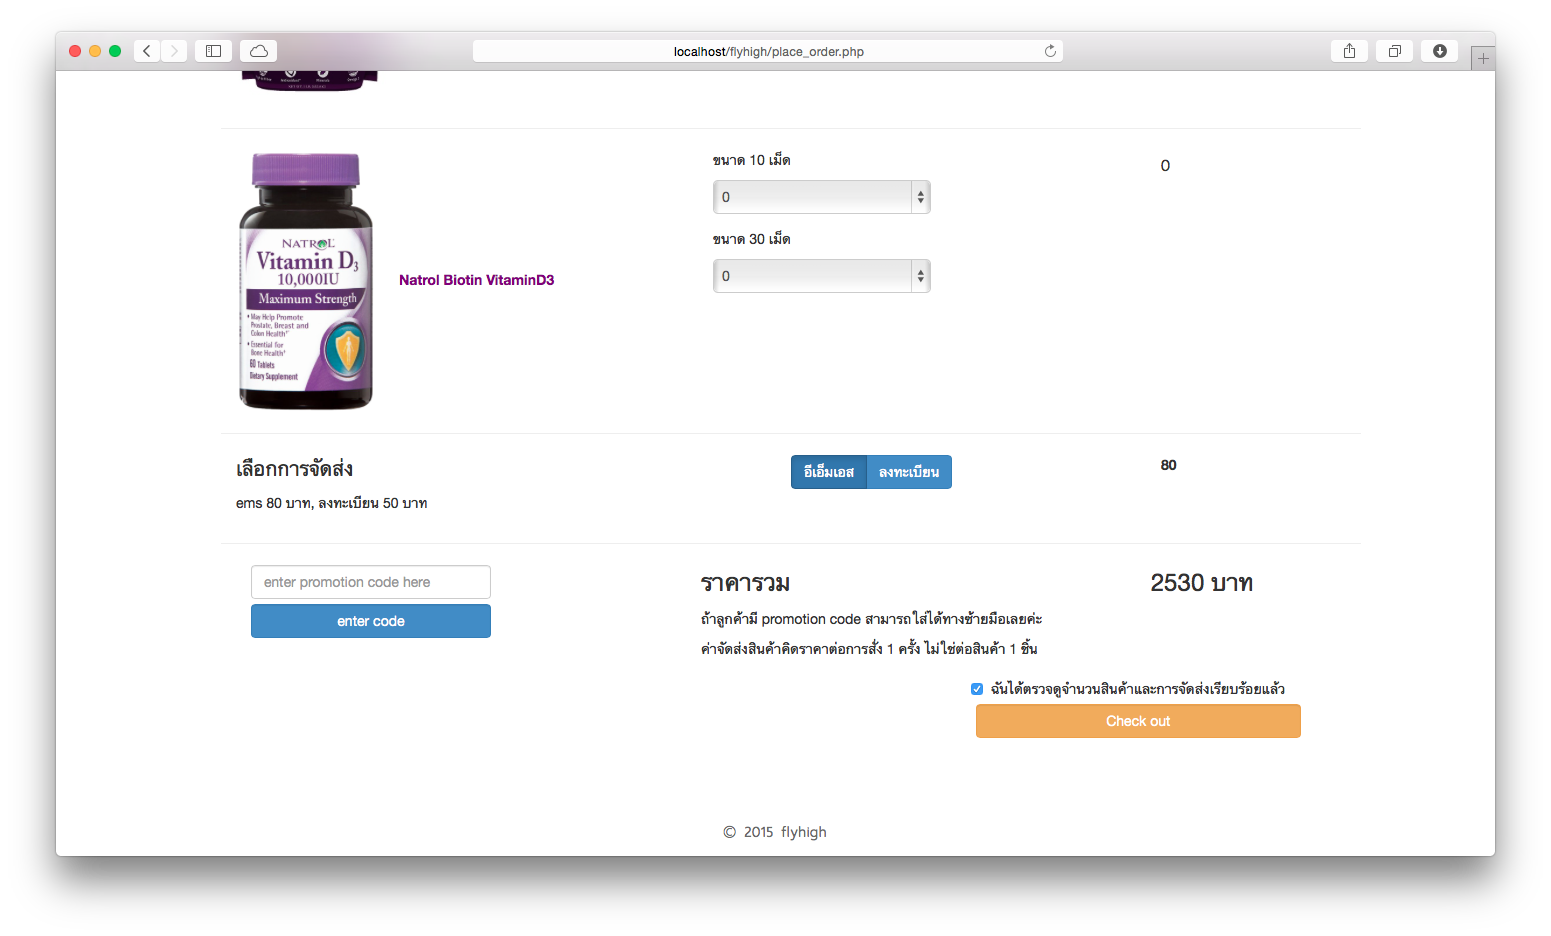 localhost/flyhigh/place_order.php
ขนาด 10 เม็ด
0
0
ขนาด 30 เม็ด
0
NATROL
Vitamin D3
10,000IU
Maximum Strength
• May Help Promote
Prostate, Breast and
Colon Health*
• Essential for
Bone Health*
60 Tablets
Dietary Supplement
Natrol Biotin VitaminD3
เลือกการจัดส่ง
อีเอ็มเอส
ลงทะเบียน
80
ems 80 บาท, ลงทะเบียน 50 บาท
enter promotion code here
enter code
ราคารวม
2530 บาท
ถ้าลูกค้ามี promotion code สามารถใส่ได้ทางซ้ายมือเลยค่ะ
ค่าจัดส่งสินค้าคิดราคาต่อการสั่ง 1 ครั้ง ไม่ใช่ต่อสินค้า 1 ชิ้น
ฉันได้ตรวจดูจำนวนสินค้าและการจัดส่งเรียบร้อยแล้ว
Check out
© 2015 flyhigh